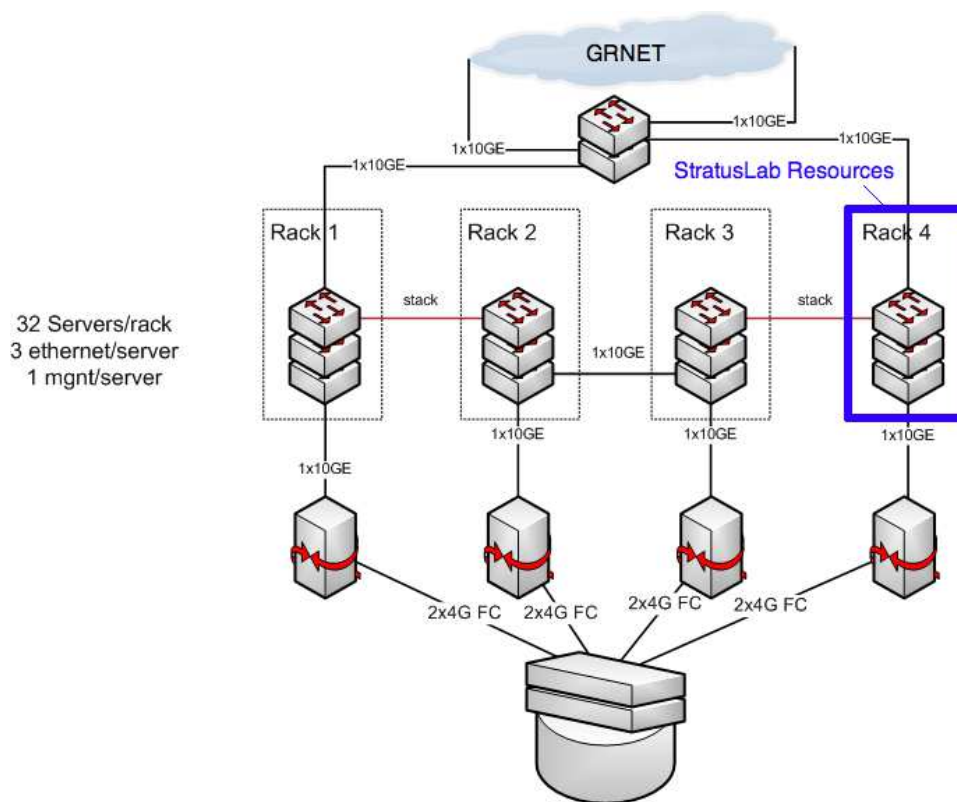 GRNET
1x10GE
1x10GE
1x10GE
1x10GE
StratusLab Resources
Rack 1
Rack 2
Rack 3
Rack 4
stack
stack
32 Servers/rack
3 ethernet/server
1 mgnt/server
1x10GE
1x10GE
1x10GE
1x10GE
1x10GE
2x4G FC
2x4G FC
2x4G FC
2x4G FC